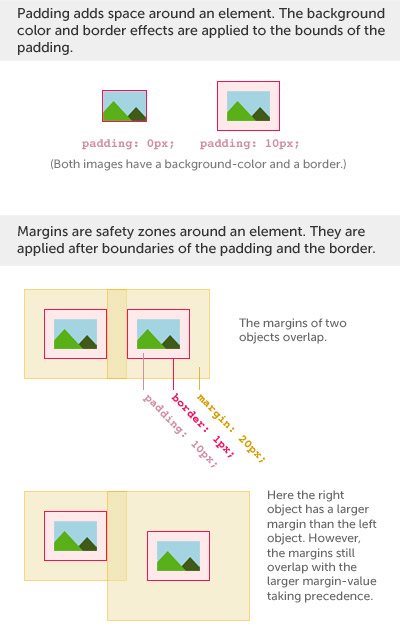 Padding adds space around an element. The background
color and border effects are applied to the bounds of the
padding.
padding: 0px;
padding: 10px;
(Both images have a background-color and a border.)
Margins are safety zones around an element. They are
applied after boundaries of the padding and the border.
The margins of two
objects overlap.
padding: 10px;
border: 1px;
margin: 20px;
Here the right
object has a larger
margin than the left
object. However,
the margins still
overlap with the
larger margin-value
taking precedence.